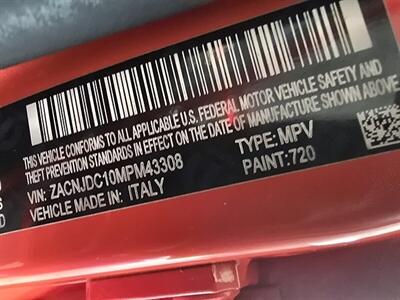 THIS VEHICLE CONFORMS TO ALL APPLICABLE U.S. FEDERAL MOTOR VEHICLE SAFETY AND
THEFT PREVENTION STANDARDS IN EFFECT ON THE DATE OF MANUFACTURE SHOWN ABOVE.
VIN: ZACNJDC10MPM43308 TYPE: MPV
VEHICLE MADE IN: ITALY PAINT: 720